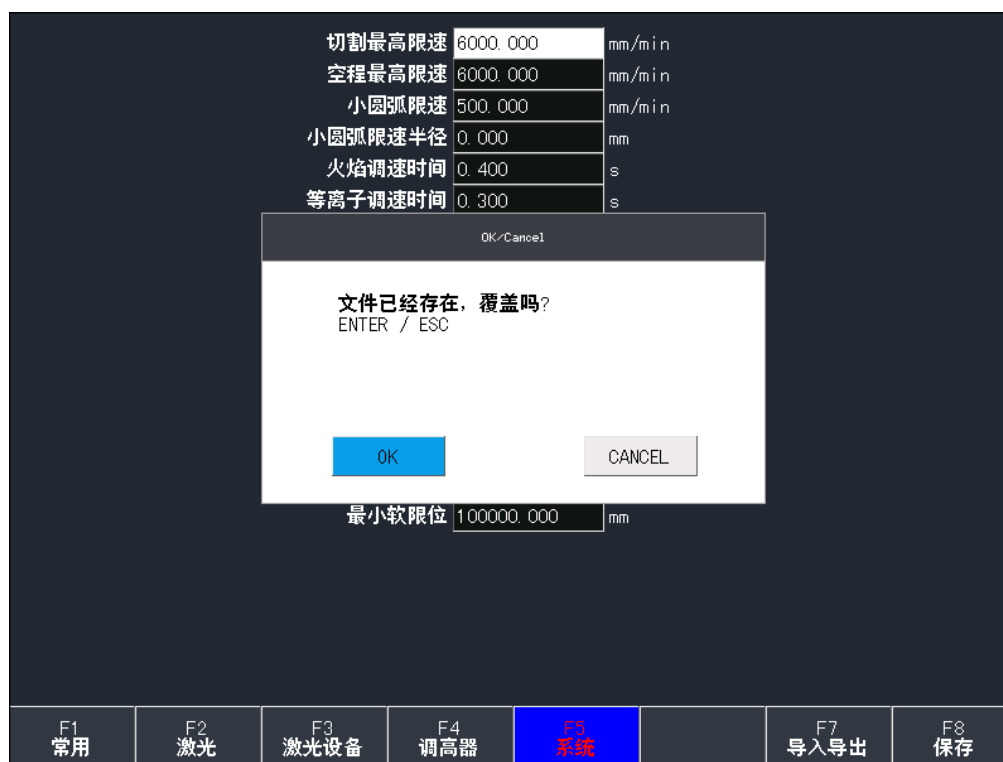 切割最高限速 6000.000 mm/min
空程最高限速 6000.000 mm/min
小圆弧限速 500.000 mm/min
小圆弧限速半径 0.000 mm
火焰调速时间 0.400 s
等离子调速时间 0.300 s
OK/Cancel
文件已经存在，覆盖吗?
ENTER / ESC
OK CANCEL
最小软限位 100000.000 mm
F1 F2 F3 F4 F5 F7 F8
常用 激光 激光设备 调高器 系统 导入导出 保存